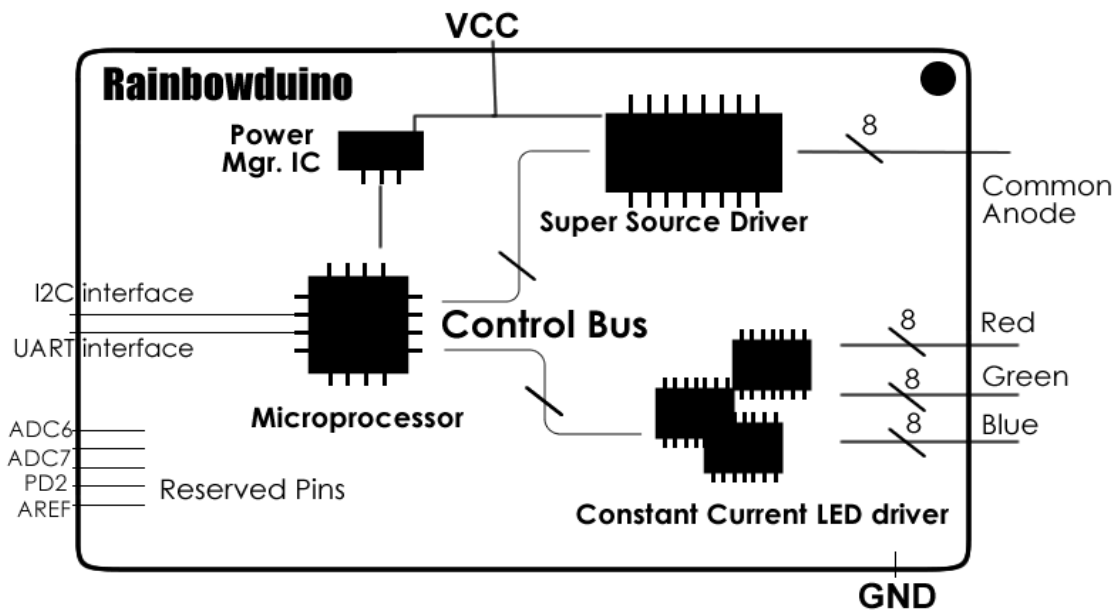 VCC
Rainbowduino
Power
Mgr. IC
8
Common
Anode
Super Source Driver
I2C interface
UART interface
Control Bus
Microprocessor
8
Red
8
Green
8
Blue
ADC6
ADC7
PD2
AREF
Reserved Pins
Constant Current LED driver
GND